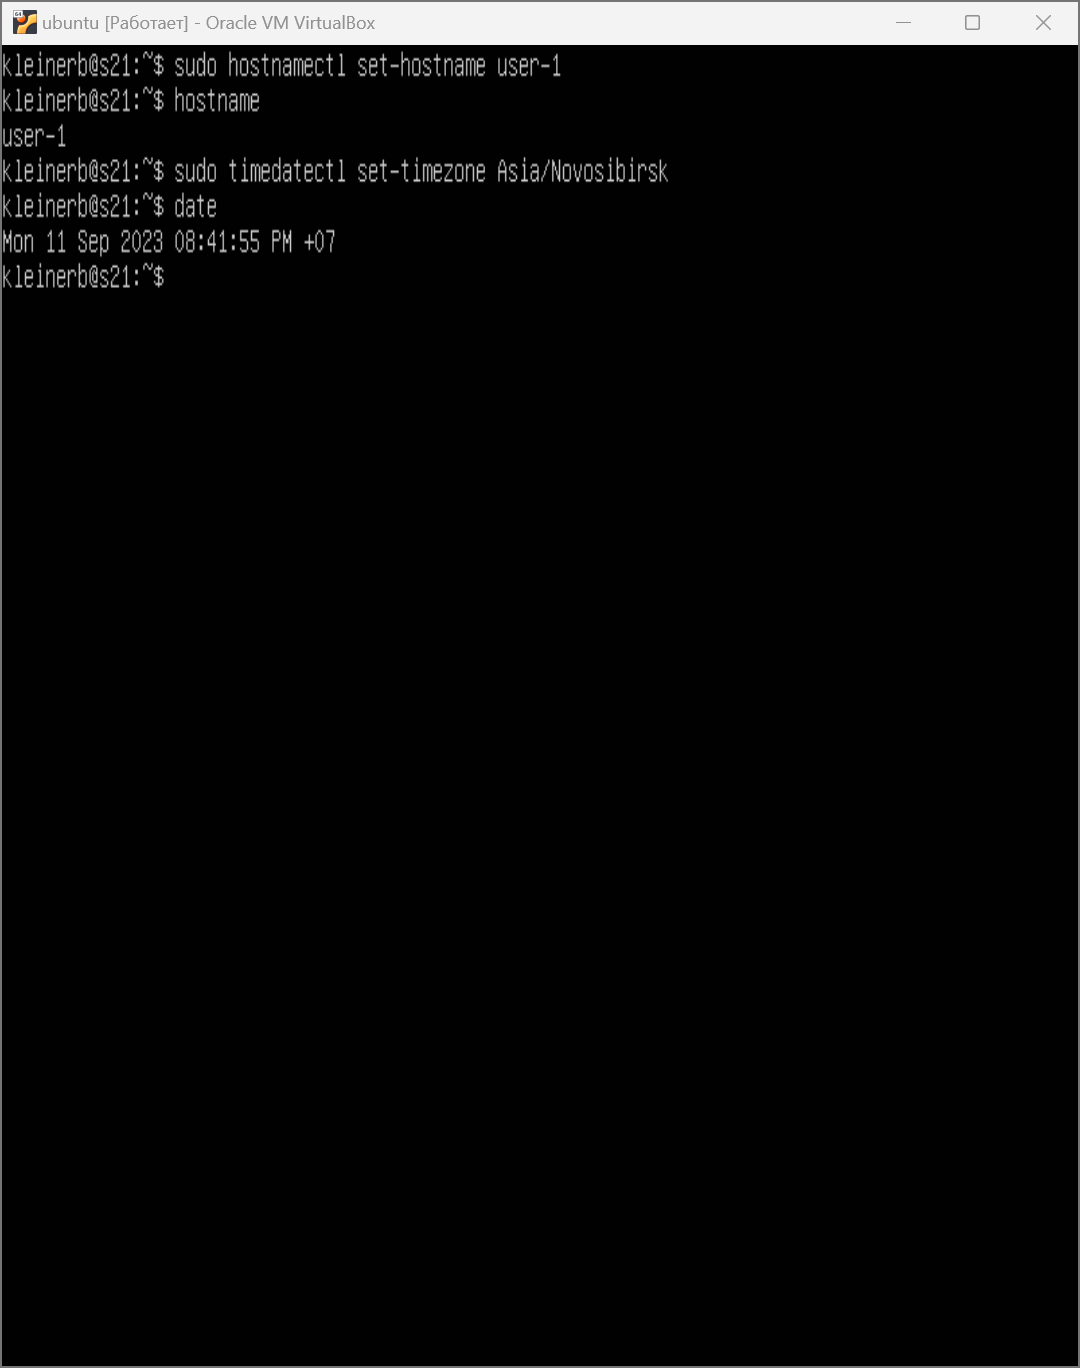 ubuntu [Работает] - Oracle VM VirtualBox
kleinerb@s21:~$ sudo hostnamectl set-hostname user-1
kleinerb@s21:~$ hostname
user-1
kleinerb@s21:~$ sudo timedatectl set-timezone Asia/Novosibirsk
kleinerb@s21:~$ date
Mon 11 Sep 2023 08:41:55 PM +07
kleinerb@s21:~$